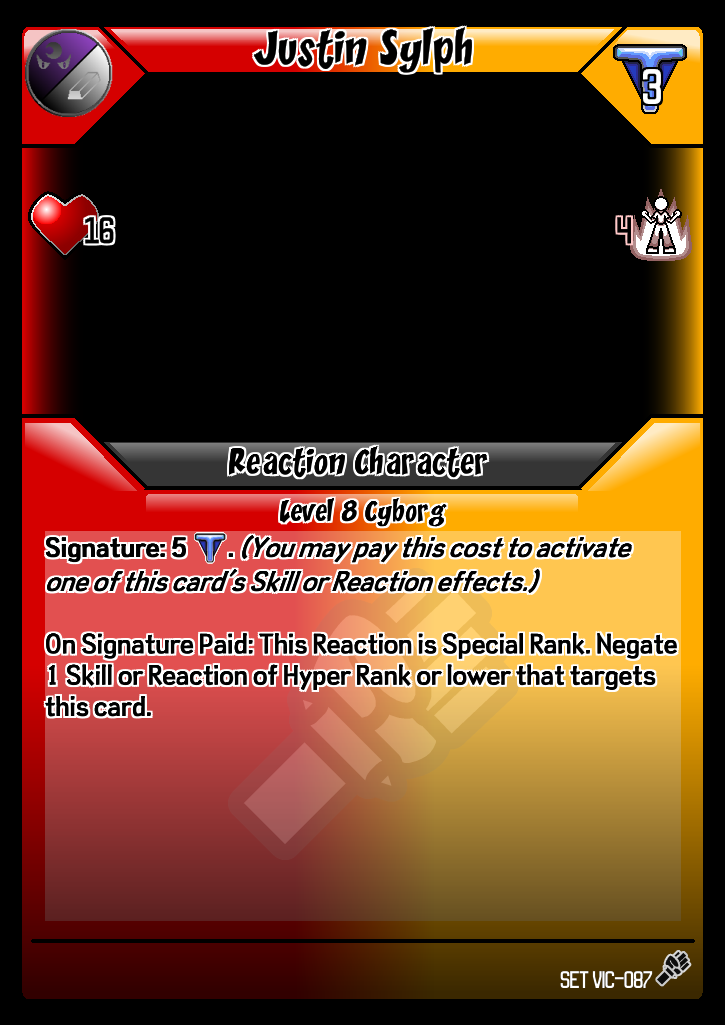 Justin Sylph
3
16
4
Reaction Character
Level 8 Cyborg
Signature: 5 . (You may pay this cost to activate
one of this card's Skill or Reaction effects.)
On Signature Paid: This Reaction is Special Rank. Negate
1 Skill or Reaction of Hyper Rank or lower that targets
this card.
SET VIC-087